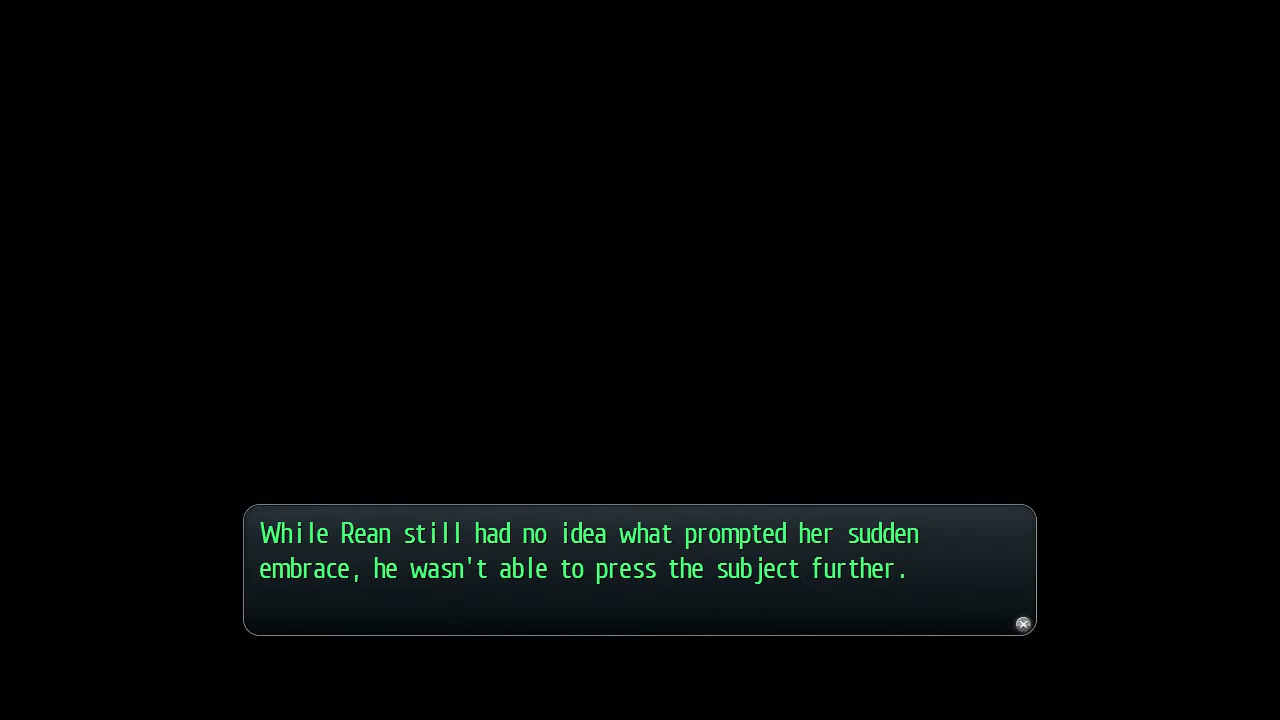 While Rean still had no idea what prompted her sudden
embrace, he wasn't able to press the subject further.